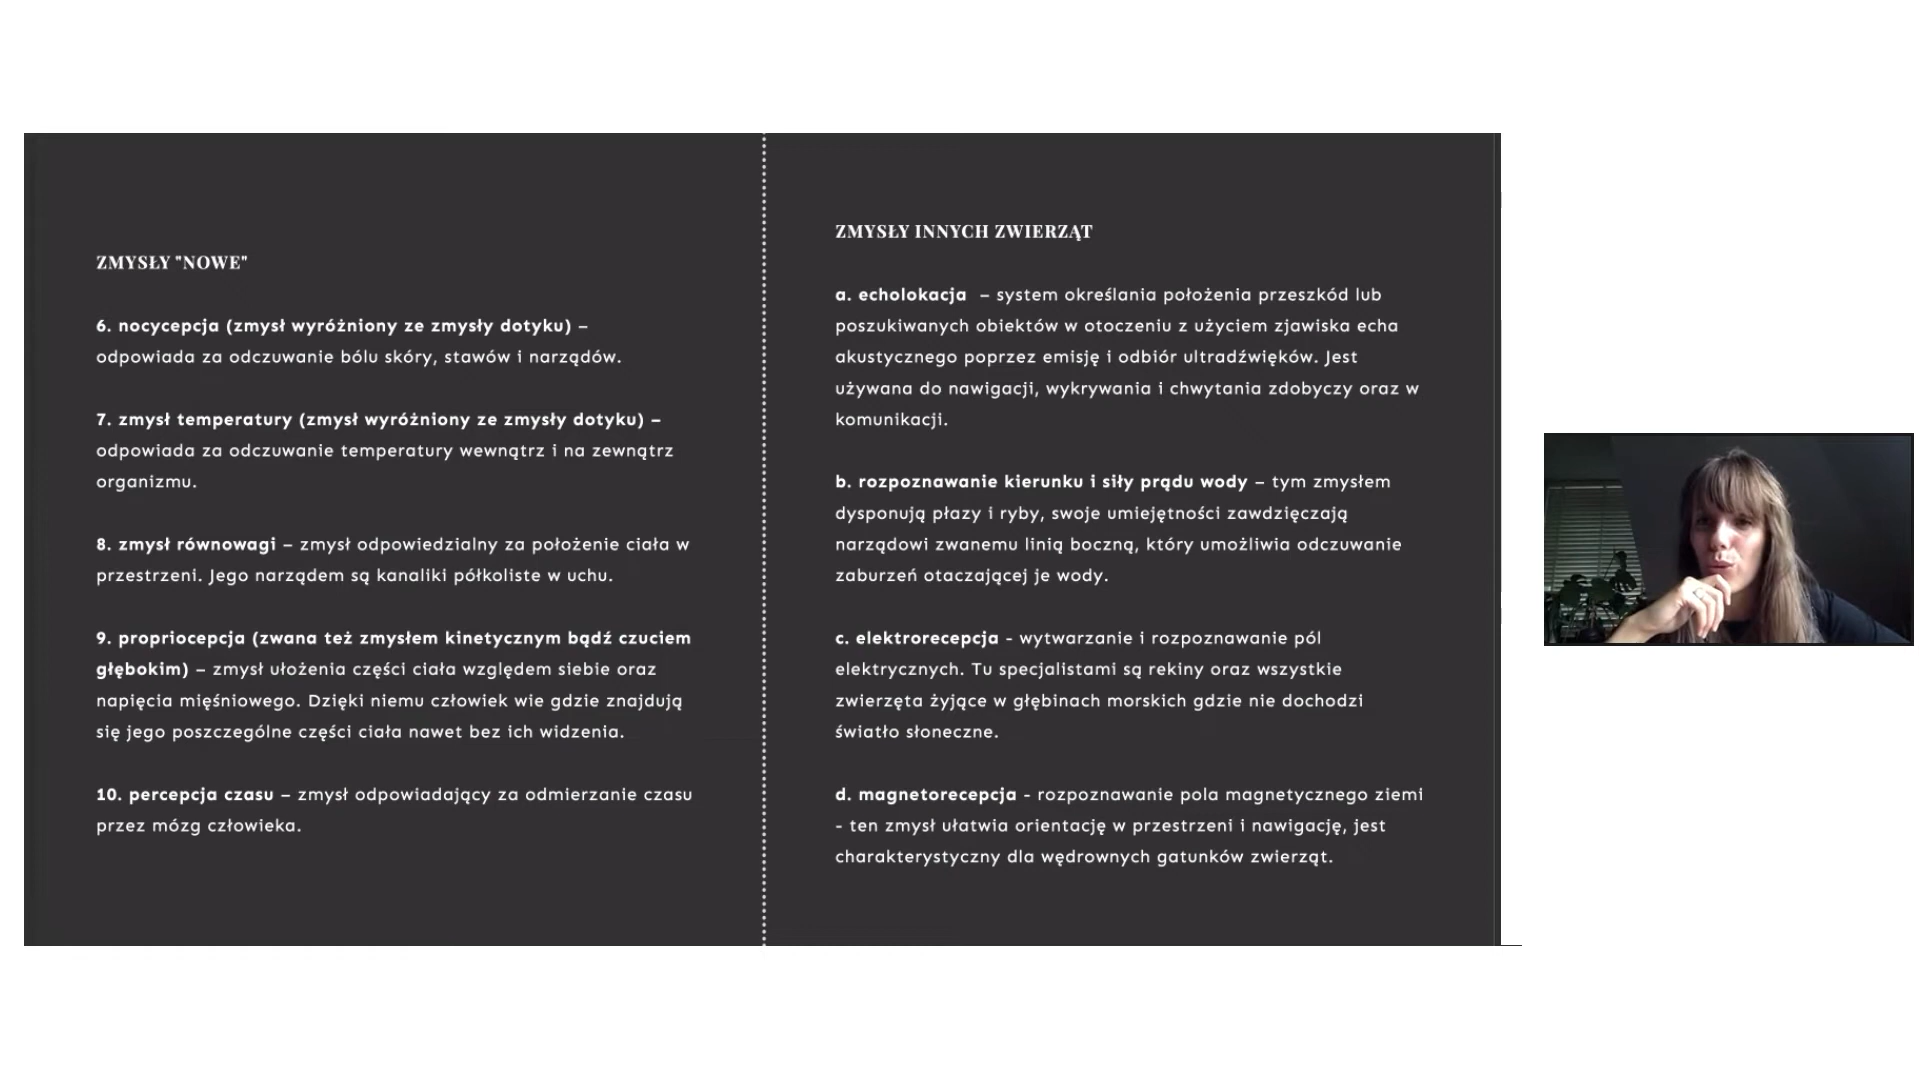 ZMYSŁY "NOWE"
6. nocycepcja (zmysł wyróżniony ze zmysły dotyku) –
odpowiada za odczuwanie bólu skóry, stawów i narządów.
7. zmysł temperatury (zmysł wyróżniony ze zmysły dotyku) –
odpowiada za odczuwanie temperatury wewnątrz i na zewnątrz
organizmu.
8. zmysł równowagi – zmysł odpowiedzialny za położenie ciała w
przestrzeni. Jego narządem są kanaliki półkoliste w uchu.
9. propriocepcja (zwana też zmysłem kinetycznym bądź czuciem
głębokim) – zmysł ułożenia części ciała względem siebie oraz
napięcia mięśniowego. Dzięki niemu człowiek wie gdzie znajdują
się jego poszczególne części ciała nawet bez ich widzenia.
10. percepcja czasu – zmysł odpowiadający za odmierzanie czasu
przez mózg człowieka.
ZMYSŁY INNYCH ZWIERZĄT
a. echolokacja – system określania położenia przeszkód lub
poszukiwanych obiektów w otoczeniu z użyciem zjawiska echa
akustycznego poprzez emisję i odbiór ultradźwięków. Jest
używana do nawigacji, wykrywania i chwytania zdobyczy oraz w
komunikacji.
b. rozpoznawanie kierunku i siły prądu wody – tym zmysłem
dysponują płazy i ryby, swoje umiejętności zawdzięczają
narządowi zwanemu linią boczną, który umożliwia odczuwanie
zaburzeń otaczającej je wody.
c. elektrorecepcja - wytwarzanie i rozpoznawanie pól
elektrycznych. Tu specjalistami są rekiny oraz wszystkie
zwierzęta żyjące w głębinach morskich gdzie nie dochodzi
światło słoneczne.
d. magnetorecepcja - rozpoznawanie pola magnetycznego ziemi
- ten zmysł ułatwia orientację w przestrzeni i nawigację, jest
charakterystyczny dla wędrownych gatunków zwierząt.